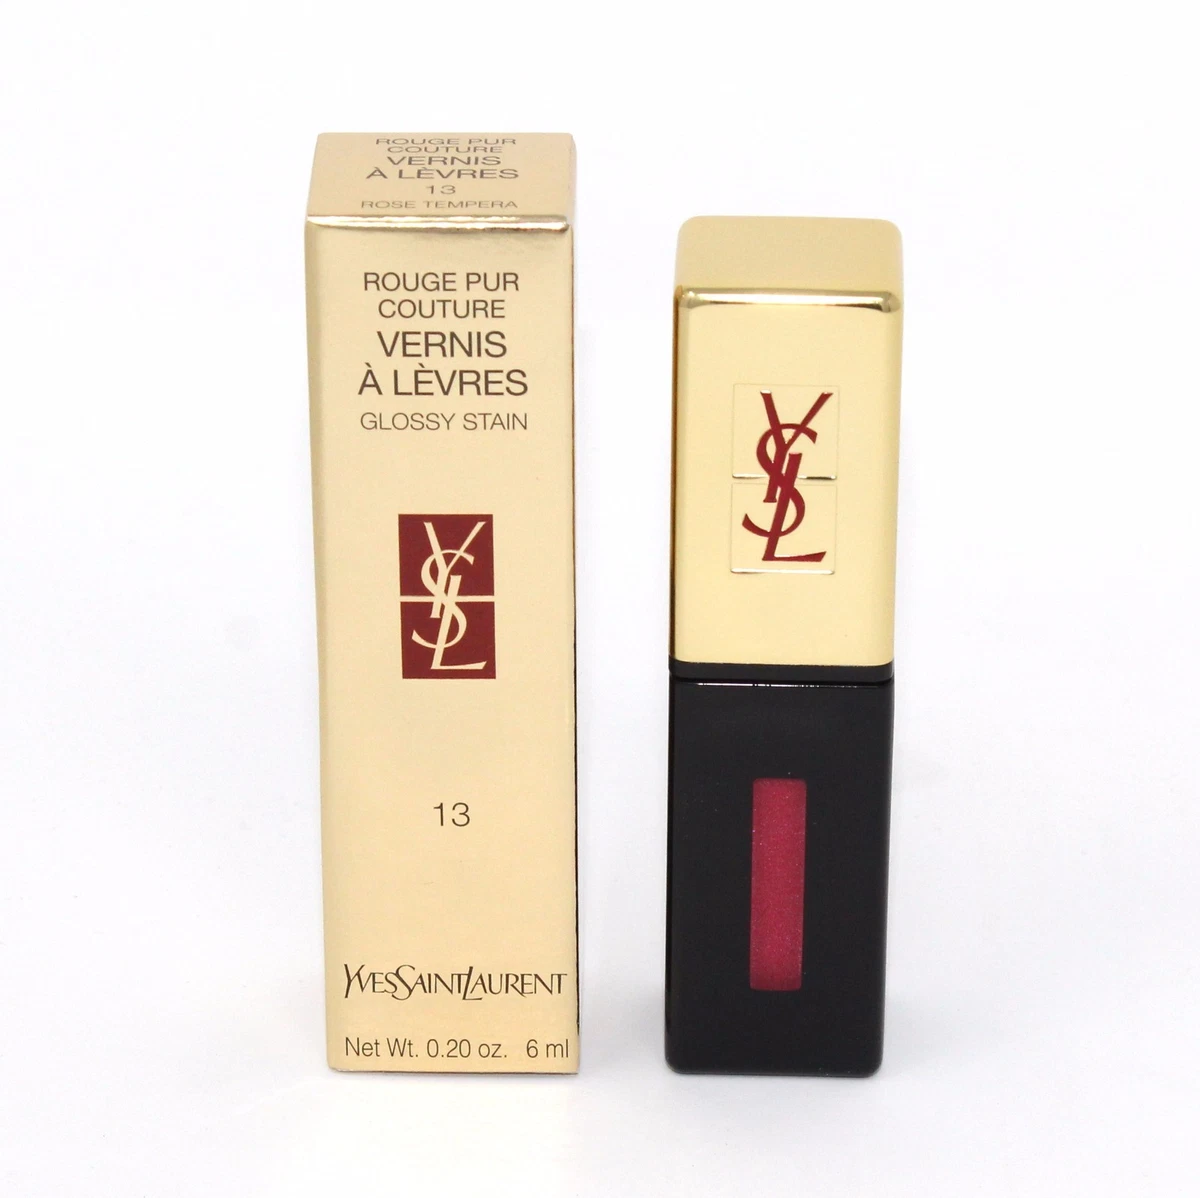 ROUGE PUR
COUTURE
VERNIS
À LÈVRES
13
ROSE TEMPERA
ROUGE PUR
COUTURE
VERNIS
À LÈVRES
GLOSSY STAIN
YSL
13
YVESSAINTLAURENT
Net Wt. 0.20 oz. 6 ml
YSL